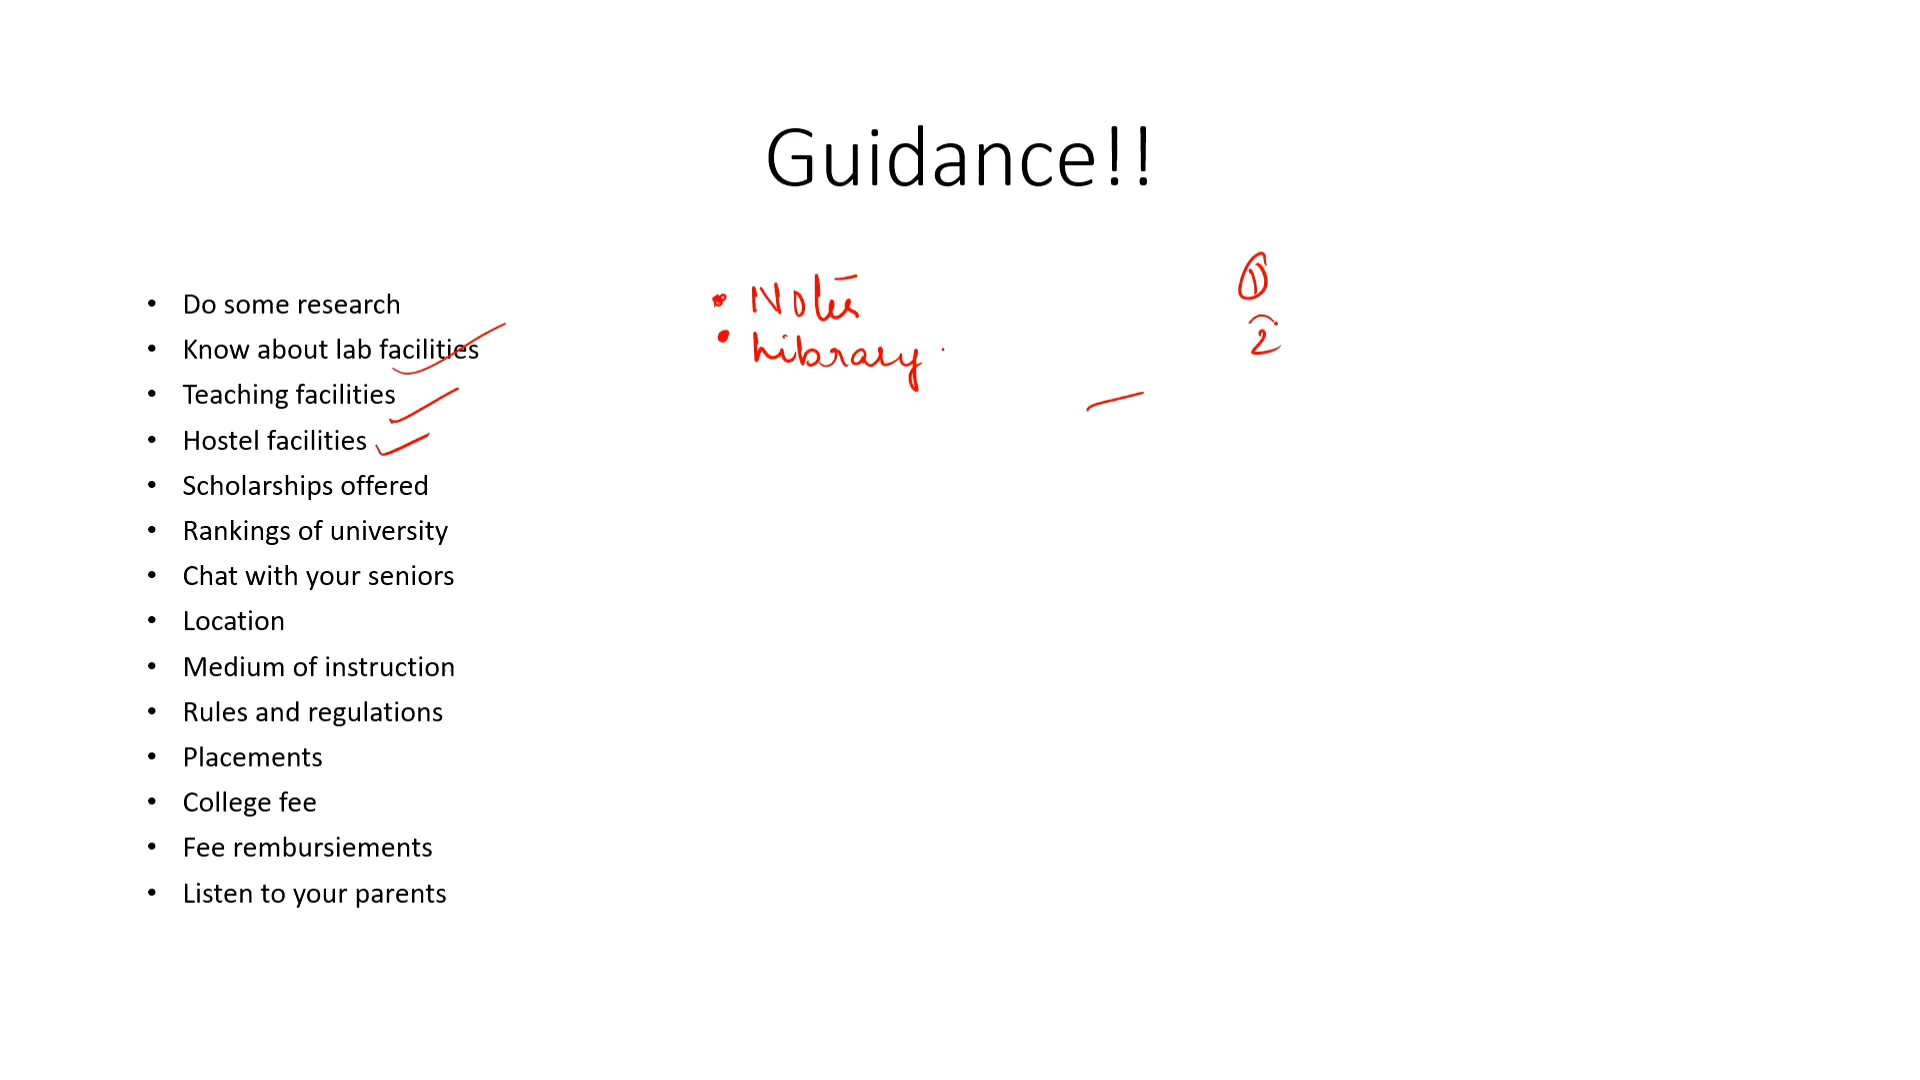 Guidance!!
• Do some research
• Know about lab facilities
• Teaching facilities
• Hostel facilities
• Scholarships offered
• Rankings of university
• Chat with your seniors
• Location
• Medium of instruction
• Rules and regulations
• Placements
• College fee
• Fee rembursiements
• Listen to your parents
• Notes
• Library
1
2